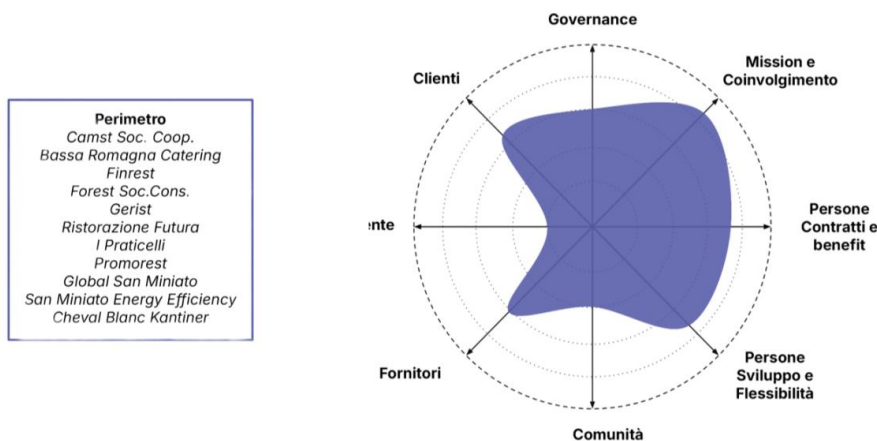 Perimetro
Camst Soc. Coop.
Bassa Romagna Catering
Finrest
Forest Soc.Cons.
Gerist
Ristorazione Futura
I Praticelli
Promorest
Global San Miniato
San Miniato Energy Efficiency
Cheval Blanc Kantiner
Governance
Mission e
Coinvolgimento
Persone
Contratti e
benefit
Persone
Sviluppo e
Flessibilità
Comunità
Fornitori
ente
Clienti